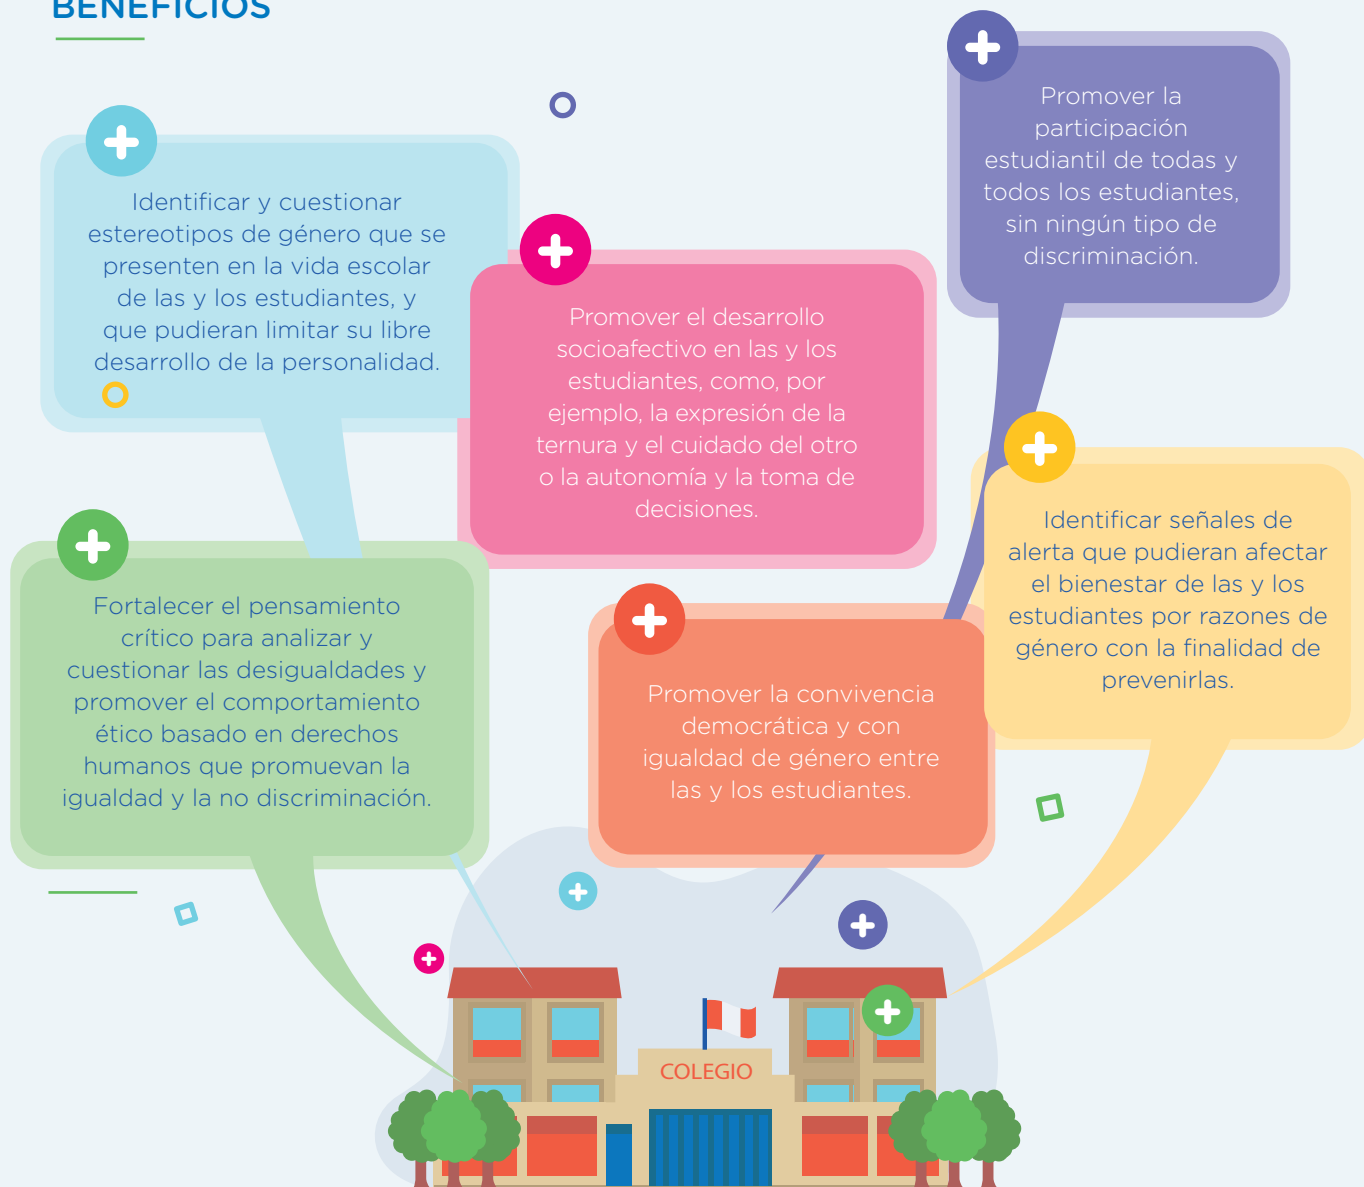 BENEFICIOS
Identificar y cuestionar
estereotipos de género que se
presenten en la vida escolar
de las y los estudiantes, y
que pudieran limitar su libre
desarrollo de la personalidad.
Promover el desarrollo
socioafectivo en las y los
estudiantes, como, por
ejemplo, la expresión de la
ternura y el cuidado del otro
o la autonomía y la toma de
decisiones.
Promover la
participación
estudiantil de todas y
todos los estudiantes,
sin ningún tipo de
discriminación.
Fortalecer el pensamiento
crítico para analizar y
cuestionar las desigualdades y
promover el comportamiento
ético basado en derechos
humanos que promuevan la
igualdad y la no discriminación.
Promover la convivencia
democrática y con
igualdad de género entre
las y los estudiantes.
Identificar señales de
alerta que pudieran afectar
el bienestar de las y los
estudiantes por razones de
género con la finalidad de
prevenirlas.
COLEGIO